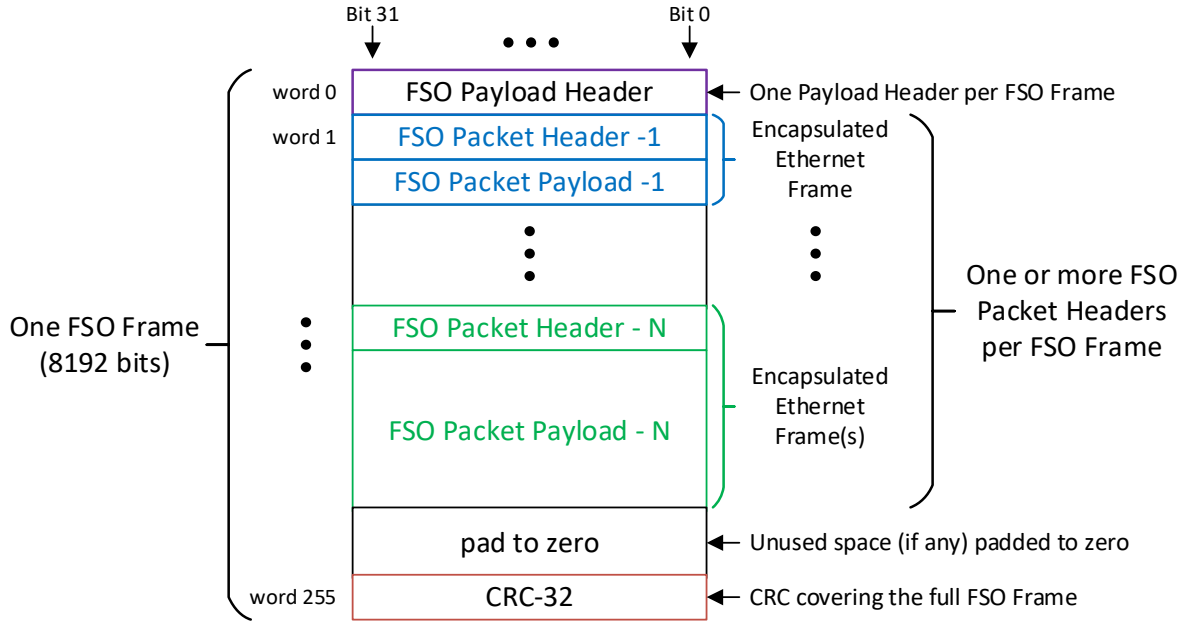 Bit 31
Bit 0
word 0
FSO Payload Header
One Payload Header per FSO Frame
word 1
FSO Packet Header -1
FSO Packet Payload -1
Encapsulated
Ethernet
Frame
One FSO Frame
(8192 bits)
FSO Packet Header - N
FSO Packet Payload - N
Encapsulated
Ethernet
Frame(s)
One or more FSO
Packet Headers
per FSO Frame
pad to zero
Unused space (if any) padded to zero
word 255
CRC-32
CRC covering the full FSO Frame